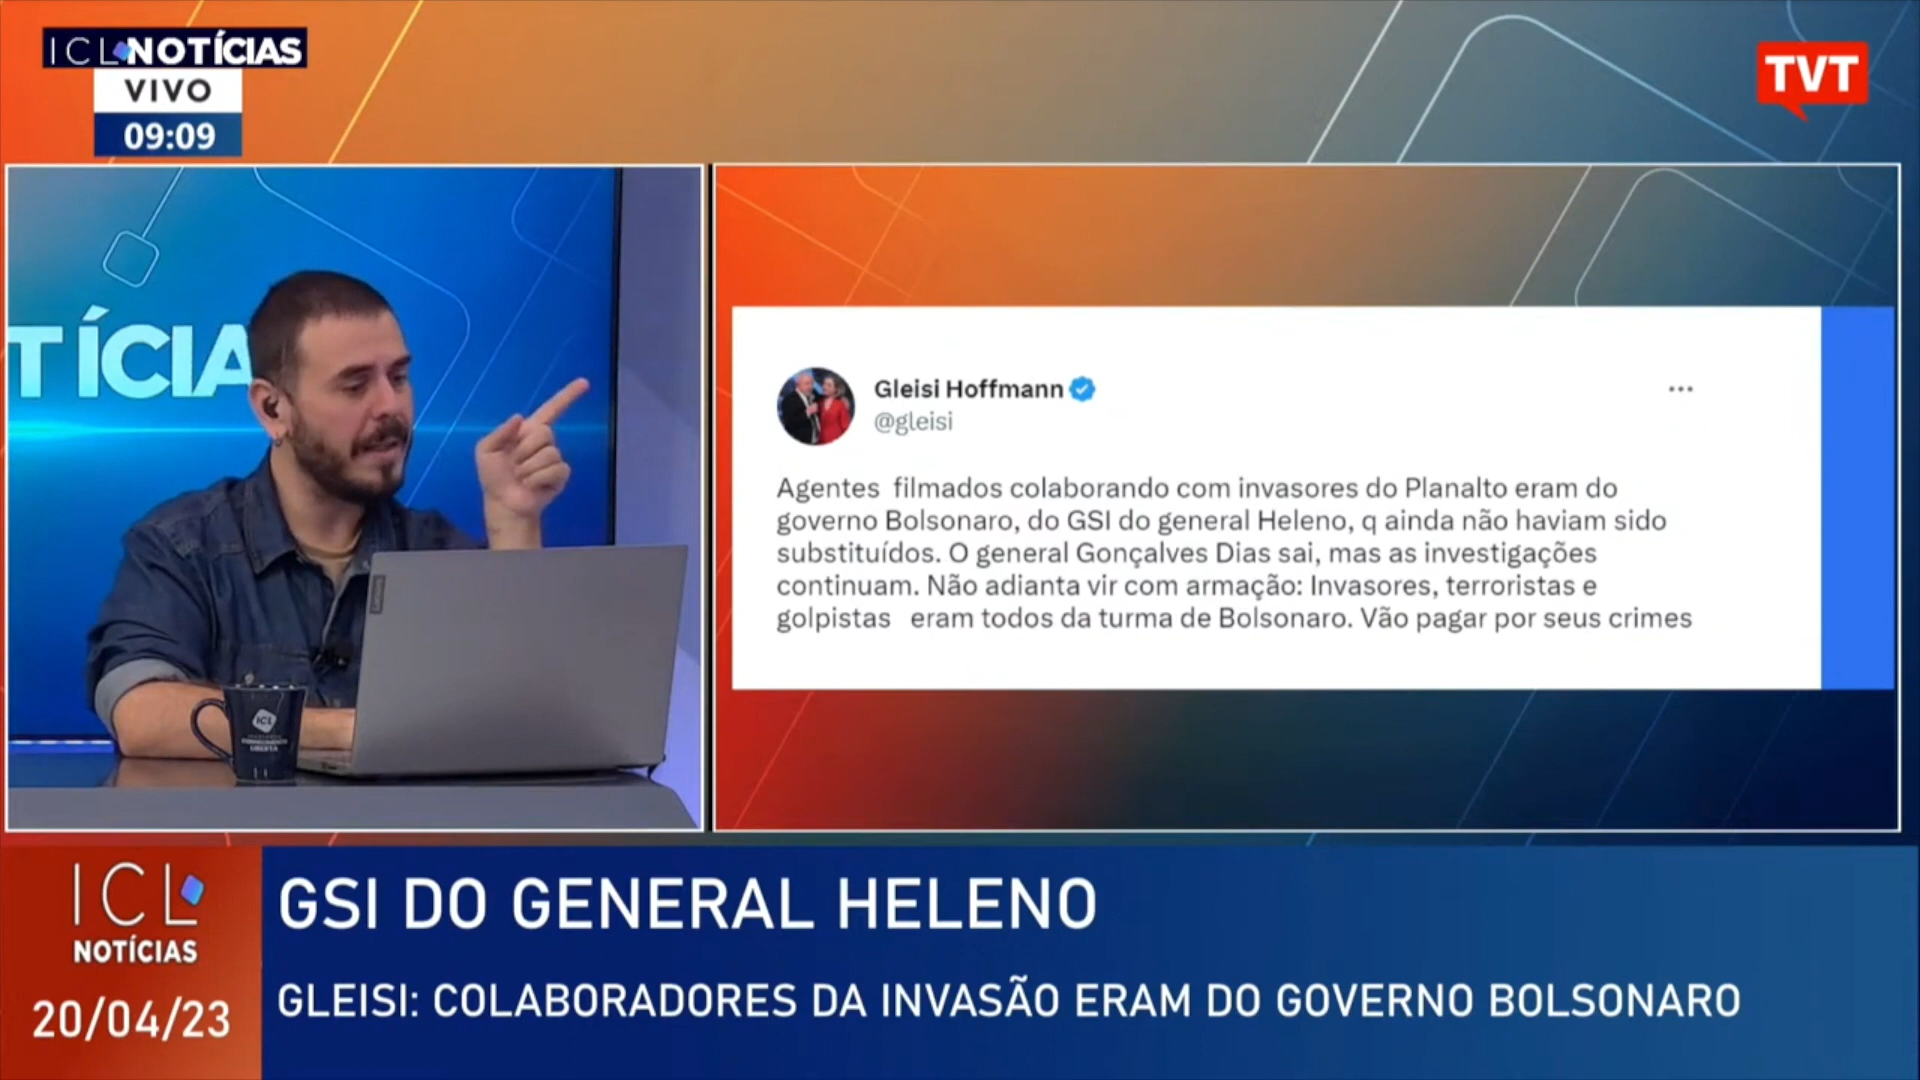 ICL NOTÍCIAS
VIVO
09:09
TVT
TÍCIA
Gleisi Hoffmann
@gleisi
Agentes filmados colaborando com invasores do Planalto eram do
governo Bolsonaro, do GSI do general Heleno, q ainda não haviam sido
substituídos. O general Gonçalves Dias sai, mas as investigações
continuam. Não adianta vir com armação: Invasores, terroristas e
golpistas eram todos da turma de Bolsonaro. Vão pagar por seus crimes
Lenovo
ICL
ICL
NOTÍCIAS
20/04/23
GSI DO GENERAL HELENO
GLEISI: COLABORADORES DA INVASÃO ERAM DO GOVERNO BOLSONARO